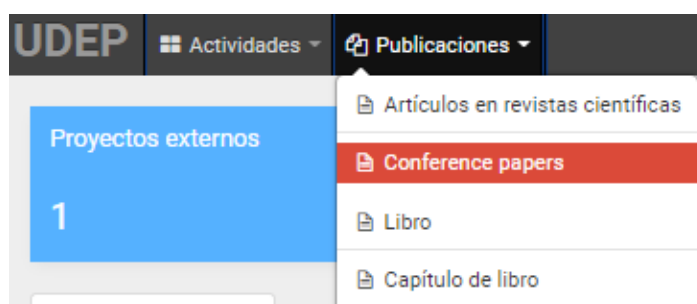 UDEP Actividades Publicaciones
Artículos en revistas científicas
Proyectos externos
Conference papers
1
Libro
Capítulo de libro